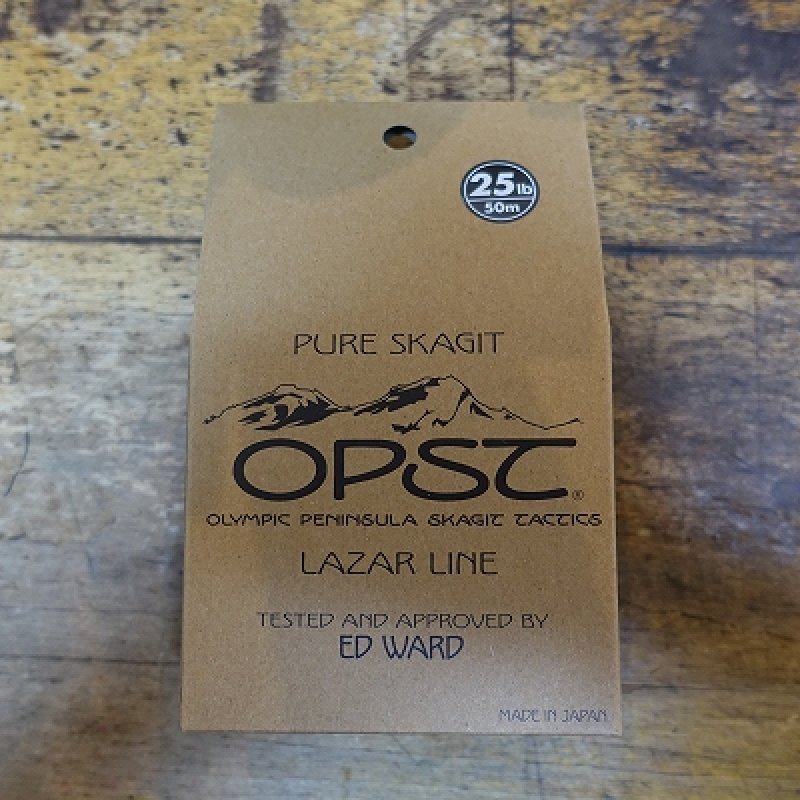 25lb
50m
PURE SKAGIT
OPST®
OLYMPIC PENINSULA SKAGIT TACTICS
LAZAR LINE
TESTED AND APPROVED BY
ED WARD
MADE IN JAPAN